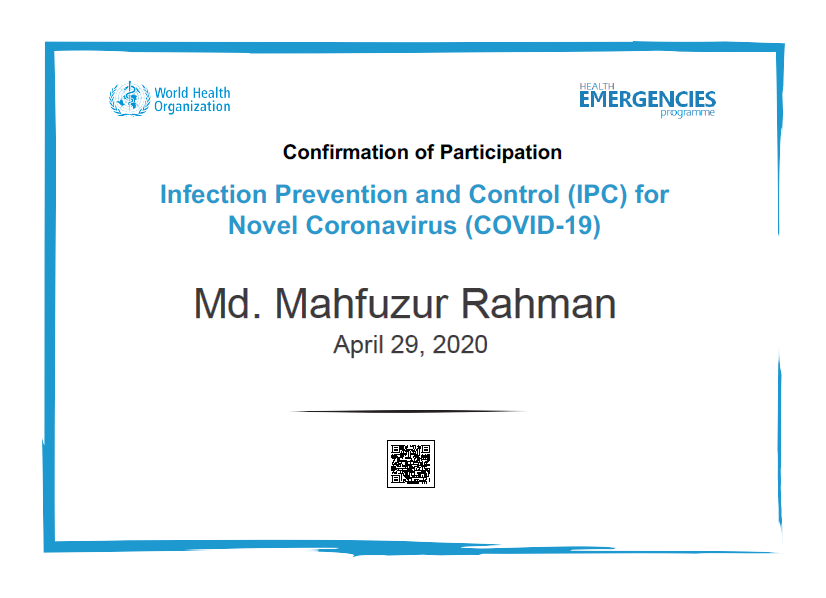 World Health
Organization
HEALTH
EMERGENCIES
programme
Confirmation of Participation
Infection Prevention and Control (IPC) for
Novel Coronavirus (COVID-19)
Md. Mahfuzur Rahman
April 29, 2020